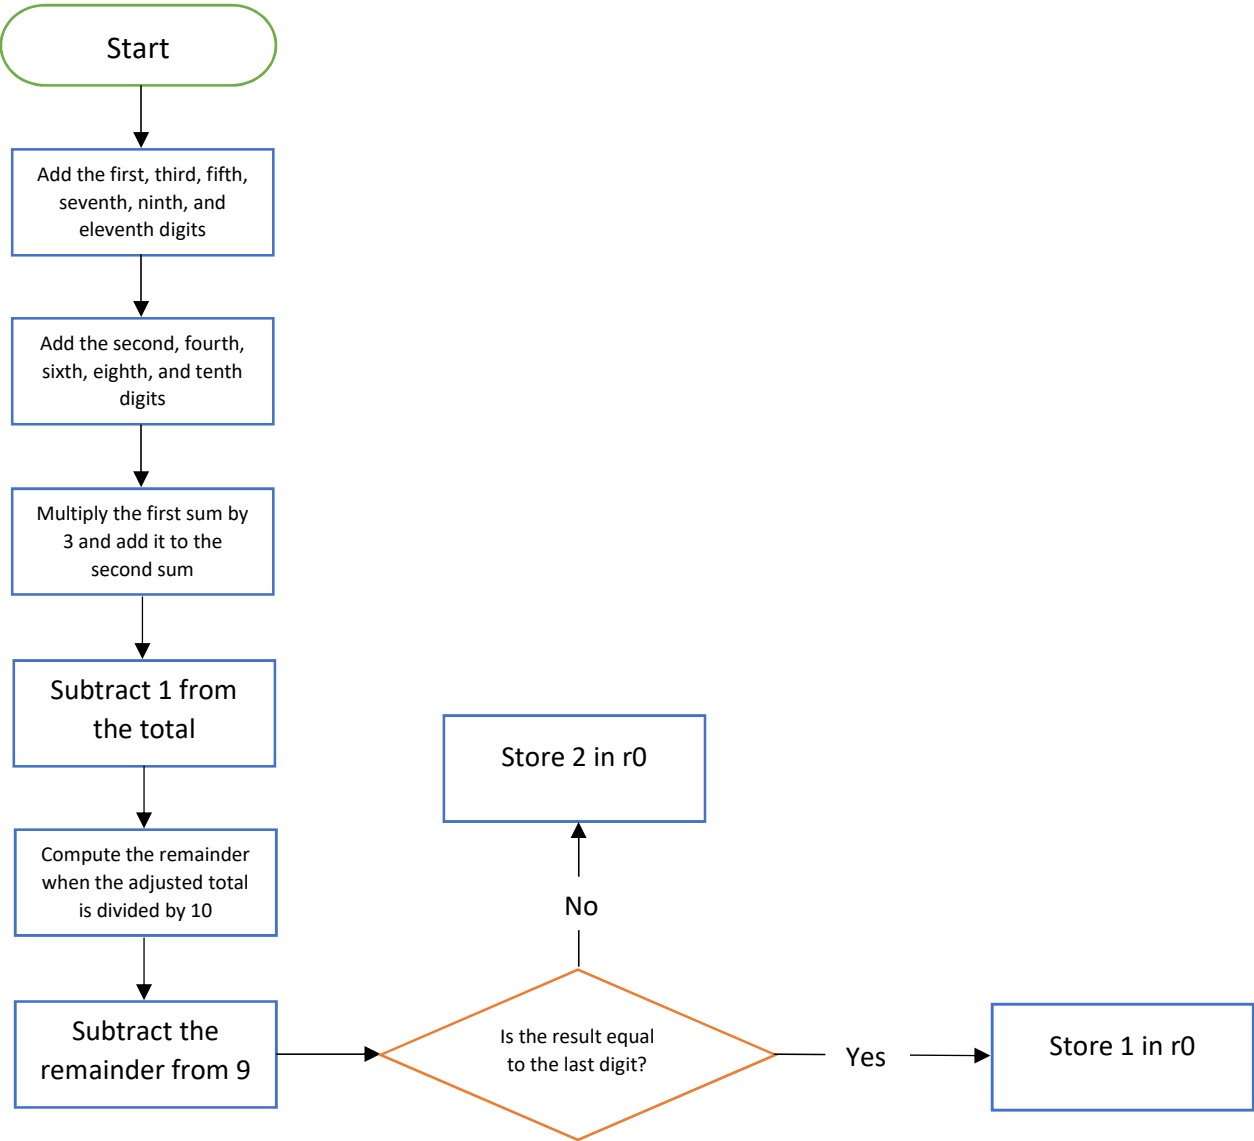 Start
Add the first, third, fifth,
seventh, ninth, and
eleventh digits
Add the second, fourth,
sixth, eighth, and tenth
digits
Multiply the first sum by
3 and add it to the
second sum
Subtract 1 from
the total
Compute the remainder
when the adjusted total
is divided by 10
Subtract the
remainder from 9
Is the result equal
to the last digit?
No
Store 2 in r0
Yes
Store 1 in r0